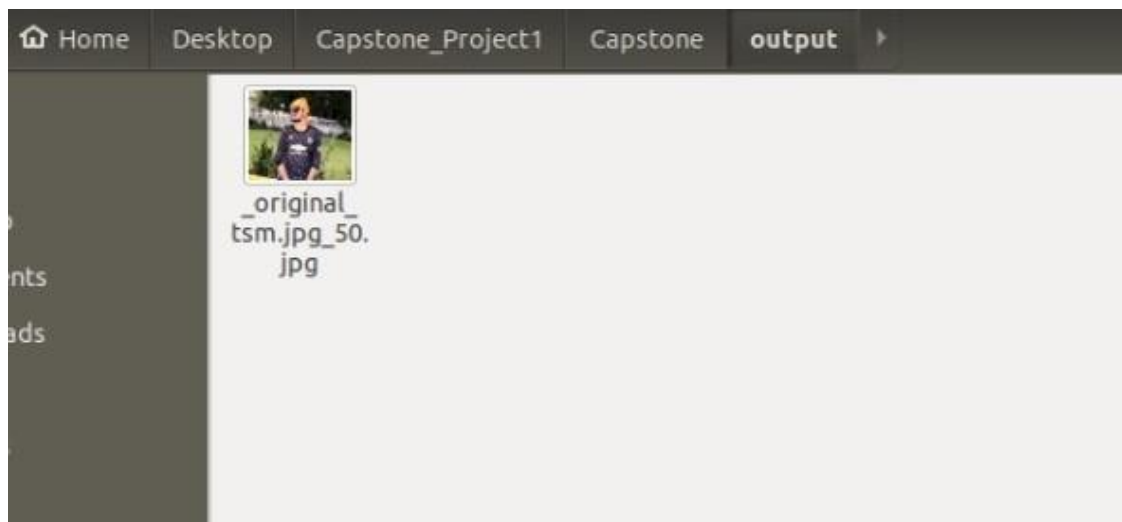 Home Desktop Capstone_Project1 Capstone output
_original_
tsm.jpg_50.
jpg
nts
ads